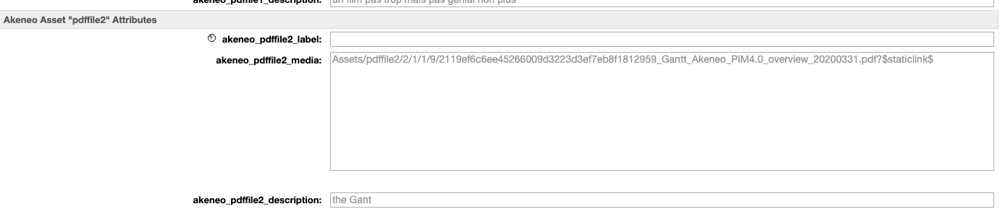 akeneo_pdffile1_description: un film pas trop mais pas genial non plus
Akeneo Asset "pdffile2" Attributes
akeneo_pdffile2_label:
akeneo_pdffile2_media: Assets/pdffile2/2/1/1/9/2119ef6c6ee45266009d3223d3ef7eb8f1812959_Gantt_Akeneo_PIM4.0_overview_20200331.pdf?$staticlink$
akeneo_pdffile2_description: the Gant